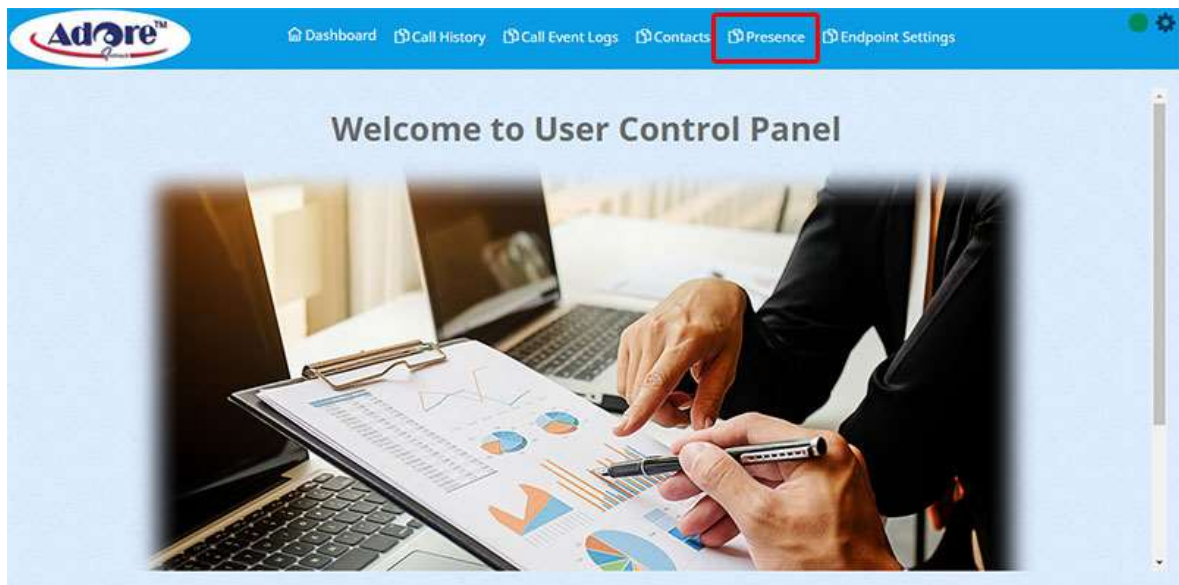 Adore™
Dashboard Call History Call Event Logs Contacts Presence Endpoint Settings
Welcome to User Control Panel